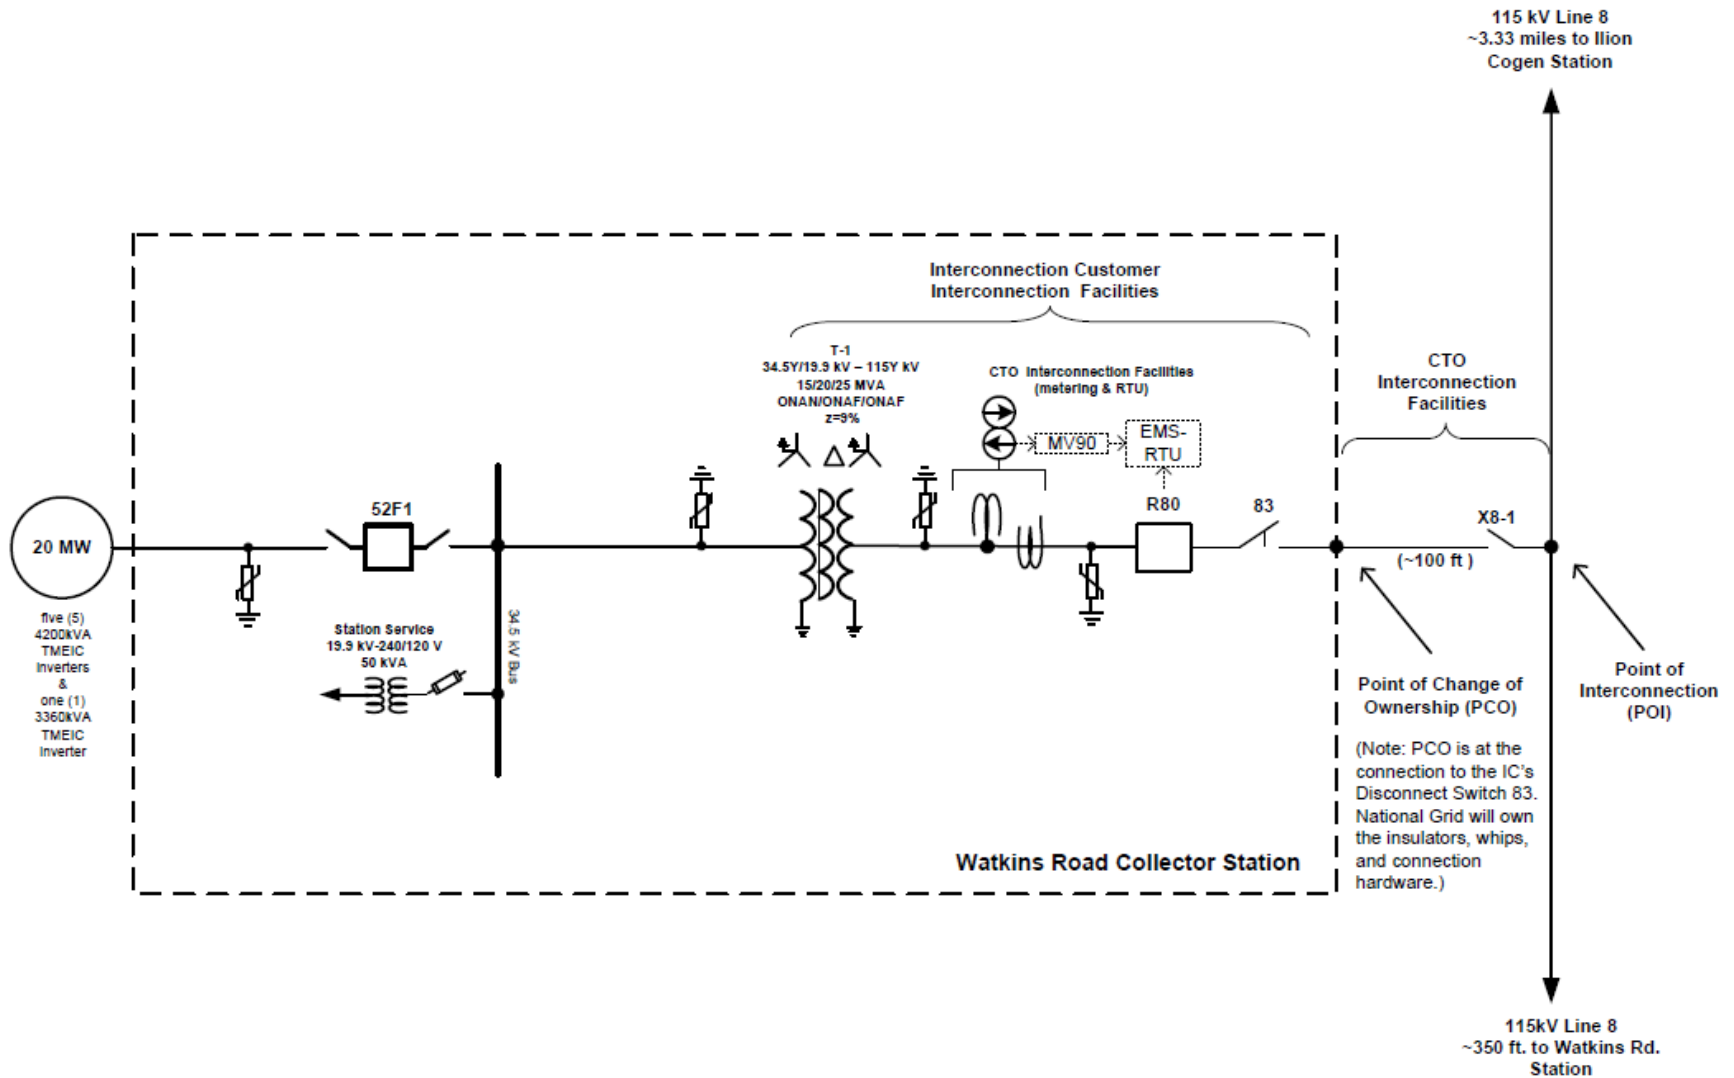 115 kV Line 8
~3.33 miles to Ilion
Cogen Station
Interconnection Customer
Interconnection Facilities
T-1
34.5Y/19.9 kV – 115Y kV
15/20/25 MVA
ONAN/ONAF/ONAF
z=9%
CTO Interconnection Facilities
(metering & RTU)
MV90
EMS-
RTU
CTO
Interconnection
Facilities
52F1
R80
83
X8-1
20 MW
(~100 ft )
five (5)
4200kVA
TMEIC
Inverters
&
one (1)
3360kVA
TMEIC
Inverter
Station Service
19.9 kV-240/120 V
50 kVA
34.5 kV Bus
Point of Change of
Ownership (PCO)
(Note: PCO is at the
connection to the IC's
Disconnect Switch 83.
National Grid will own
the insulators, whips,
and connection
hardware.)
Point of
Interconnection
(POI)
Watkins Road Collector Station
115kV Line 8
~350 ft. to Watkins Rd.
Station